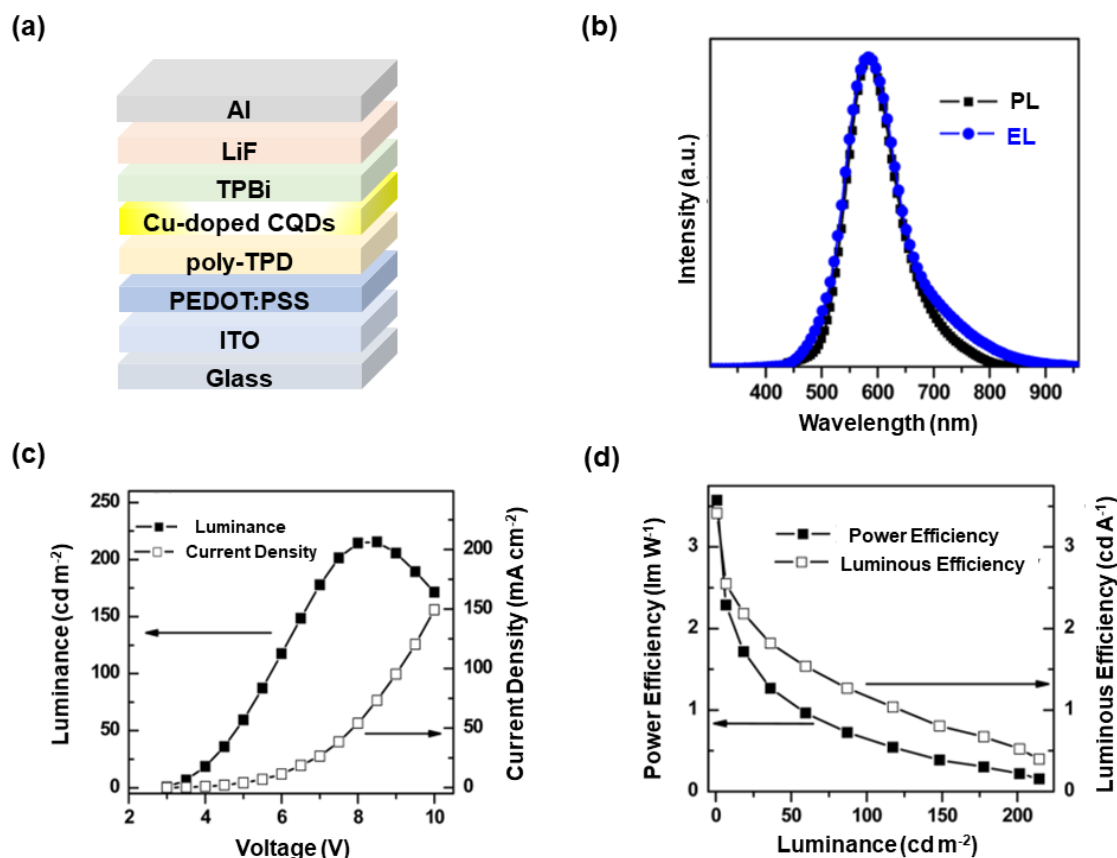 (a)
Al
LiF
TPBi
Cu-doped CQDs
poly-TPD
PEDOT:PSS
ITO
Glass
(b)
PL
EL
Intensity (a.u.)
400 500 600 700 800 900
Wavelength (nm)
(c)
Luminance
Current Density
Luminance (cd m-2)
250
200
150
100
50
0
Current Density (mA cm-2)
200
150
100
50
0
2 4 6 8 10
Voltage (V)
(d)
Power Efficiency
Luminous Efficiency
Power Efficiency (lm W-1)
3
2
1
0
Luminous Efficiency (cd A-1)
3
2
1
0
0 50 100 150 200
Luminance (cd m-2)